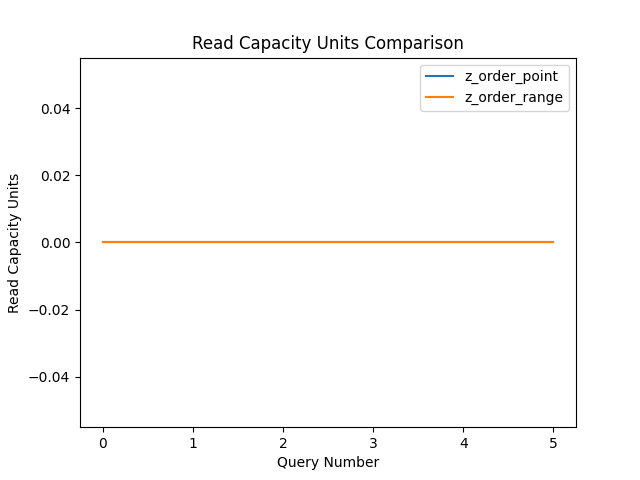 Read Capacity Units Comparison
z_order_point
z_order_range
0.04
0.02
0.00
−0.02
−0.04
Read Capacity Units
0 1 2 3 4 5
Query Number